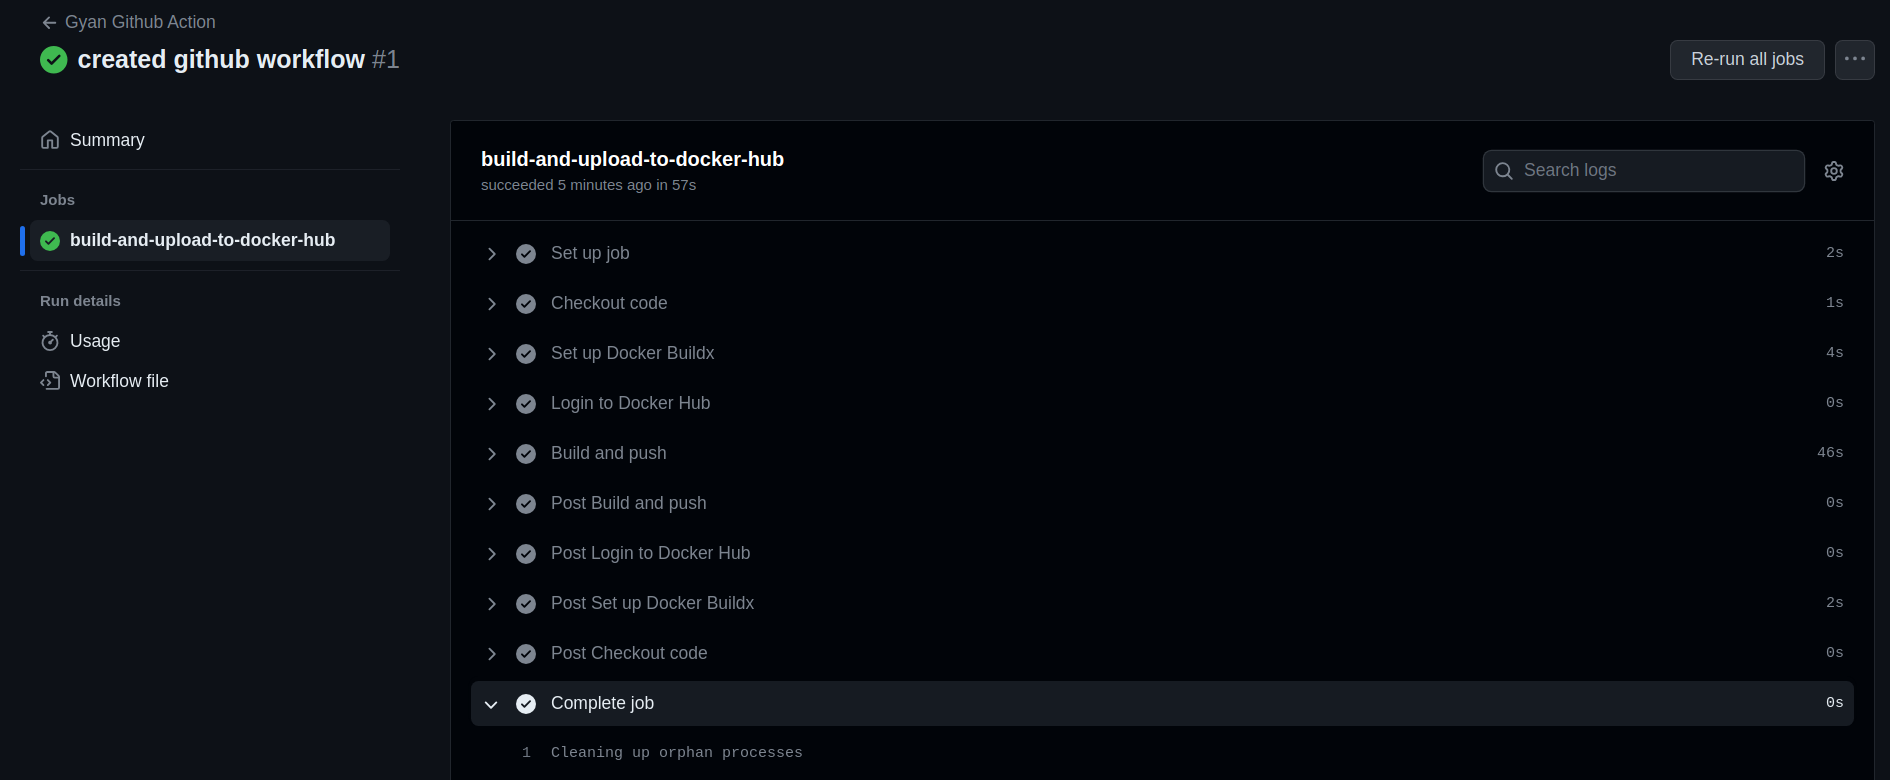 Gyan Github Action
created github workflow #1
Re-run all jobs
Summary
Jobs
build-and-upload-to-docker-hub
Run details
Usage
Workflow file
build-and-upload-to-docker-hub
succeeded 5 minutes ago in 57s
Search logs
Set up job 2s
Checkout code 1s
Set up Docker Buildx 4s
Login to Docker Hub 0s
Build and push 46s
Post Build and push 0s
Post Login to Docker Hub 0s
Post Set up Docker Buildx 2s
Post Checkout code 0s
Complete job 0s
1 Cleaning up orphan processes